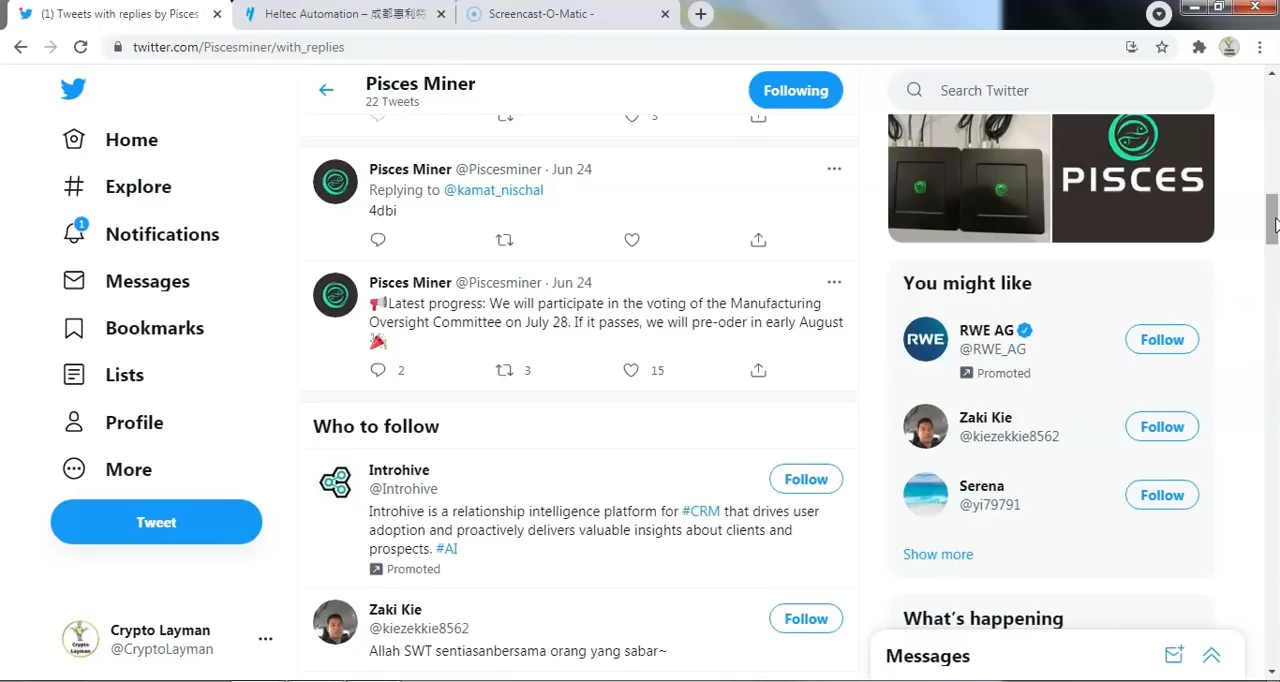 (1) Tweets with replies by Pisces
Heltec Automation – 成都惠利特
Screencast-O-Matic -
twitter.com/Piscesminer/with_replies
Home
Explore
1
Notifications
Messages
Bookmarks
Lists
Profile
More
Tweet
Crypto Layman
@CryptoLayman
Pisces Miner
22 Tweets
Following
3
Pisces Miner @Piscesminer · Jun 24
Replying to @kamat_nischal
4dbi
Pisces Miner @Piscesminer · Jun 24
📢Latest progress: We will participate in the voting of the Manufacturing
Oversight Committee on July 28. If it passes, we will pre-oder in early August
🎉
2 3 15
Who to follow
Introhive
@Introhive
Follow
Introhive is a relationship intelligence platform for #CRM that drives user
adoption and proactively delivers valuable insights about clients and
prospects. #AI
Promoted
Zaki Kie
@kiezekkie8562
Follow
Allah SWT sentiasanbersama orang yang sabar~
Search Twitter
PISCES
You might like
RWE
RWE AG
@RWE_AG
Promoted
Follow
Zaki Kie
@kiezekkie8562
Follow
Serena
@yi79791
Follow
Show more
What's happening
Messages